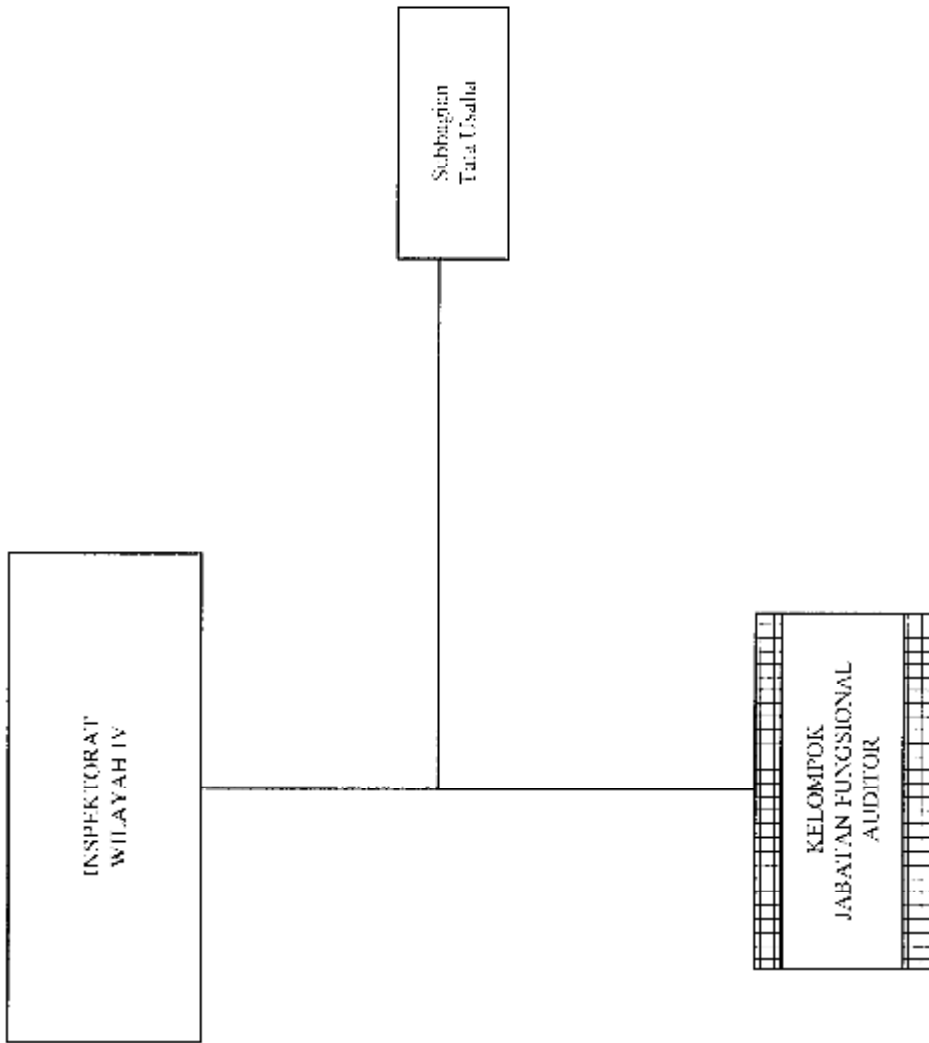 INSPEKTORAT
WILAYAH IV
Subbagian
Tata Usaha
KELOMPOK
JABATAN FUNGSIONAL
AUDITOR